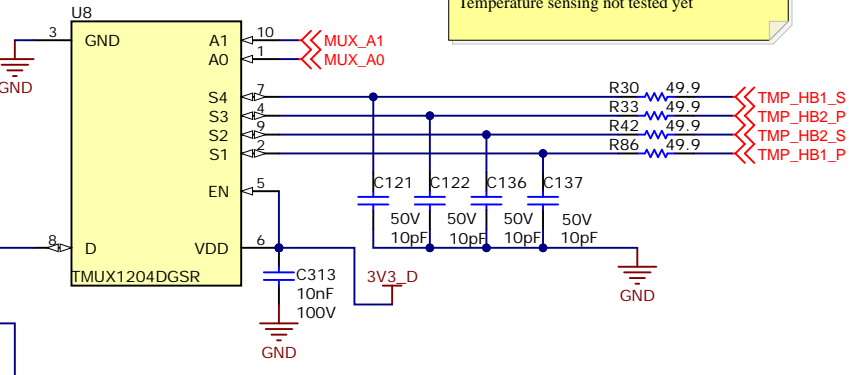 Temperature sensing not tested yet
U8
3 GND A1 10 MUX_A1
GND A0 1 MUX_A0
S4 7 R30 49.9 TMP_HB1_S
S3 4 R33 49.9 TMP_HB2_P
S2 9 R42 49.9 TMP_HB2_S
S1 2 R86 49.9 TMP_HB1_P
EN 5 C121 C122 C136 C137
50V 50V 50V 50V
10pF 10pF 10pF 10pF
8 D VDD 6
TMUX1204DGSR C313 3V3_D
10nF
100V
GND
GND